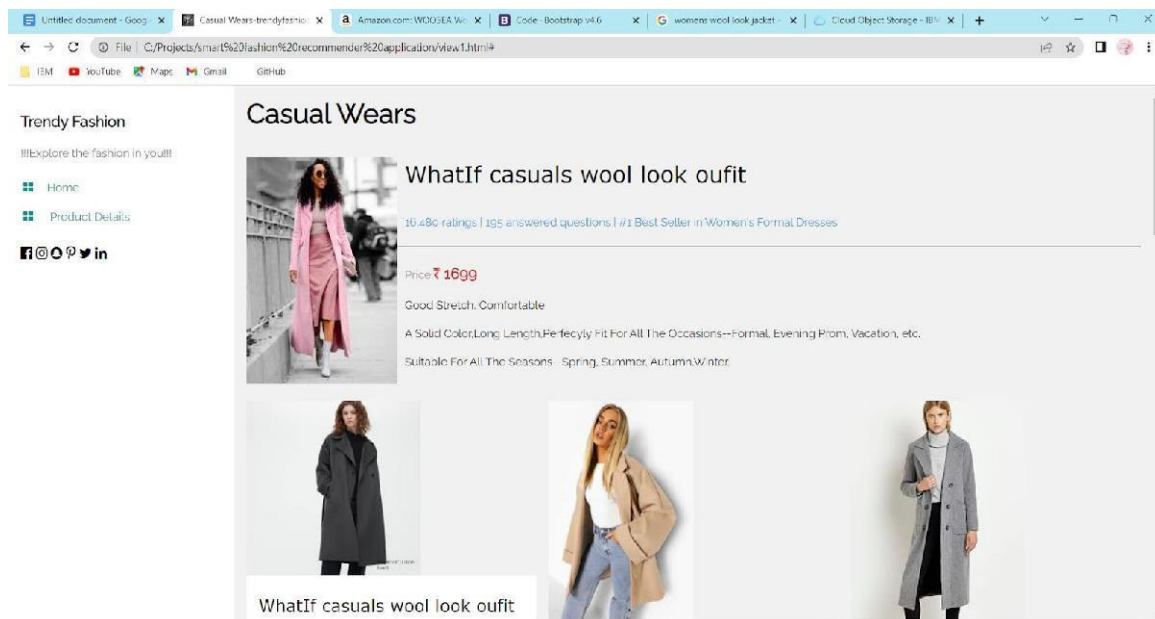 Untitled document - Goog
Casual Wears-trendyfashio
Amazon.com: WOOSEA Wo
Code · Bootstrap v4.6
womens wool look jacket -
Cloud Object Storage - IBM
File | C:/Projects/smart%20fashion%20recommender%20application/view1.html#
IBM YouTube Maps Gmail GitHub
Trendy Fashion
!!!Explore the fashion in you!!!
Home
Product Details
Casual Wears
WhatIf casuals wool look oufit
16,480 ratings | 195 answered questions | #1 Best Seller in Women's Formal Dresses
Price:₹ 1699
Good Stretch, Comfortable
A Solid Color,Long Length,Perfecyly Fit For All The Occasions--Formal, Evening Prom, Vacation, etc.
Suitable For All The Seasons--Spring, Summer, Autumn,Winter.
WhatIf casuals wool look oufit